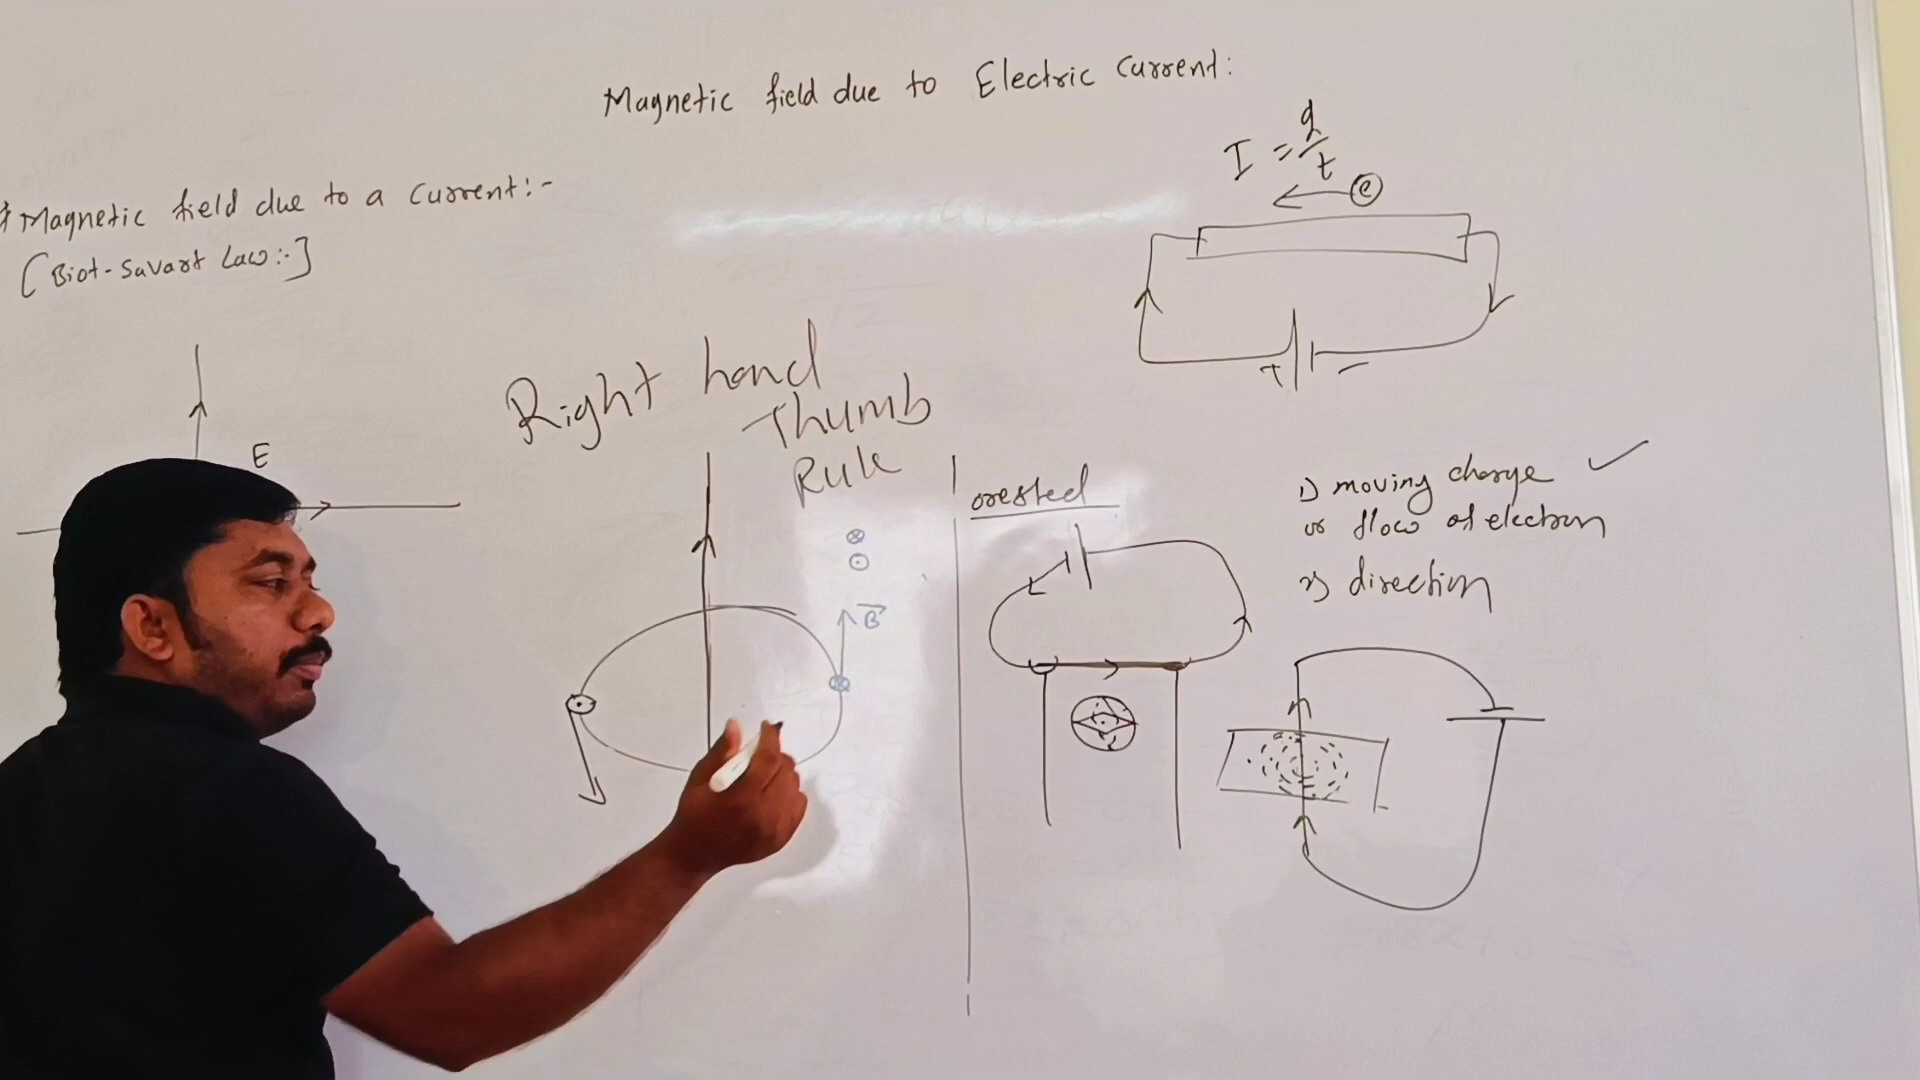 Magnetic field due to Electric Current:
I = q/t
e
* Magnetic field due to a Current:-
[Biot-Savart Law:-]
+ -
Right hand
Thumb
Rule
E
orested
1) moving charge ✓
or flow of electron
2) direction
B